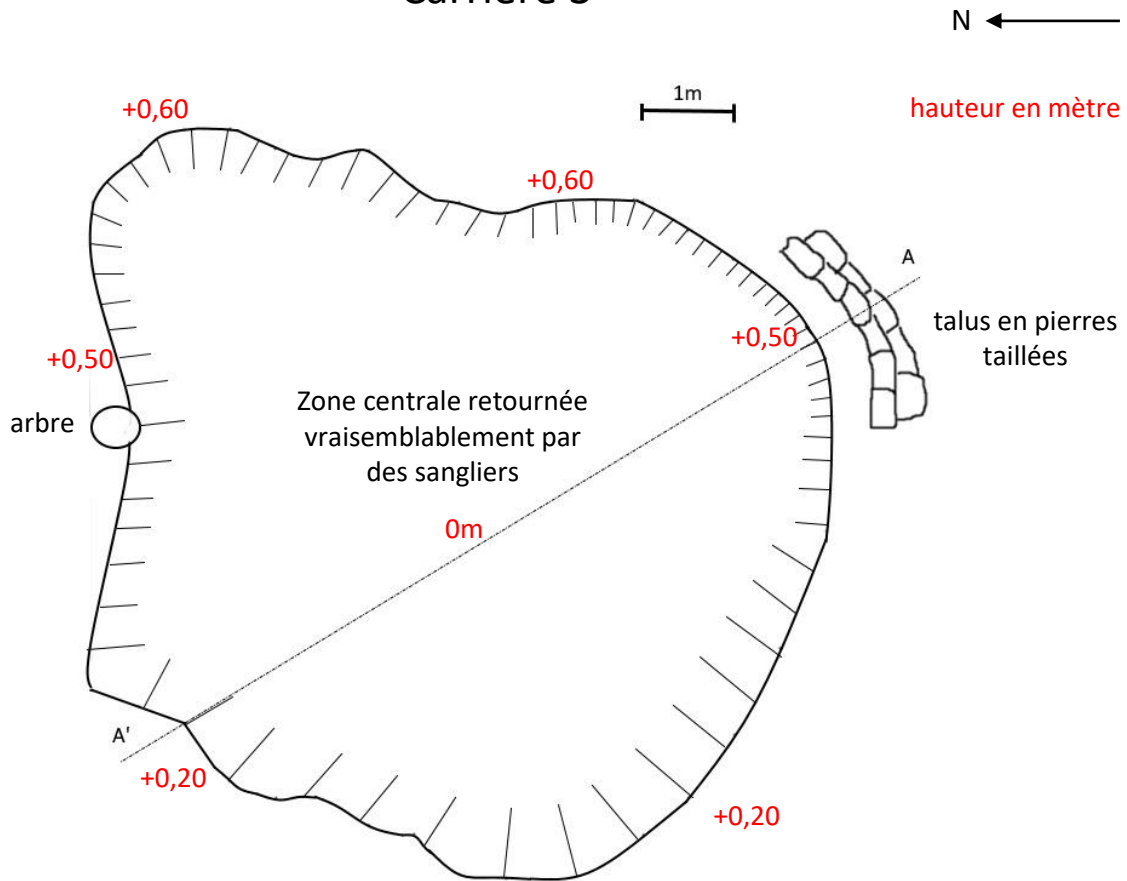 Carrière
N
1m
+0,60
hauteur en mètre
+0,60
A
talus en pierres
taillées
+0,50
+0,50
arbre
Zone centrale retournée
vraisemblablement par
des sangliers
0m
A'
+0,20
+0,20